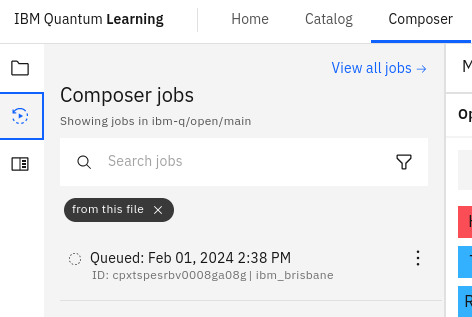 IBM Quantum Learning Home Catalog Composer
View all jobs →
Composer jobs
Showing jobs in ibm-q/open/main
Search jobs
from this file
Queued: Feb 01, 2024 2:38 PM
ID: cpxtspesrbv0008ga08g | ibm_brisbane